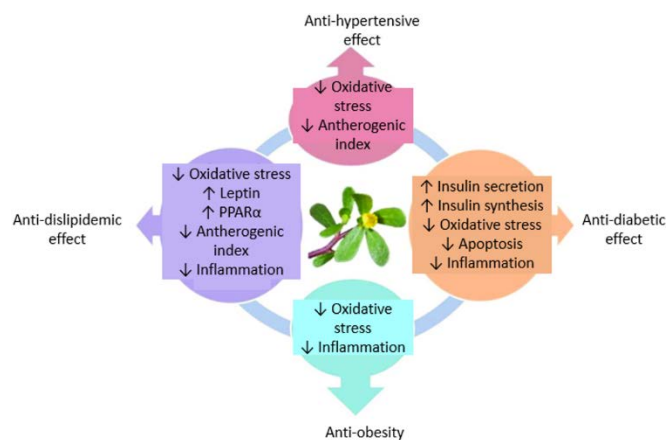 Anti-hypertensive
effect
↓ Oxidative
stress
↓ Antherogenic
index
↓ Oxidative stress
↑ Leptin
↑ PPARα
↓ Antherogenic
index
↓ Inflammation
Anti-dislipidemic
effect
↑ Insulin secretion
↑ Insulin synthesis
↓ Oxidative stress
↓ Apoptosis
↓ Inflammation
Anti-diabetic
effect
↓ Oxidative
stress
↓ Inflammation
Anti-obesity